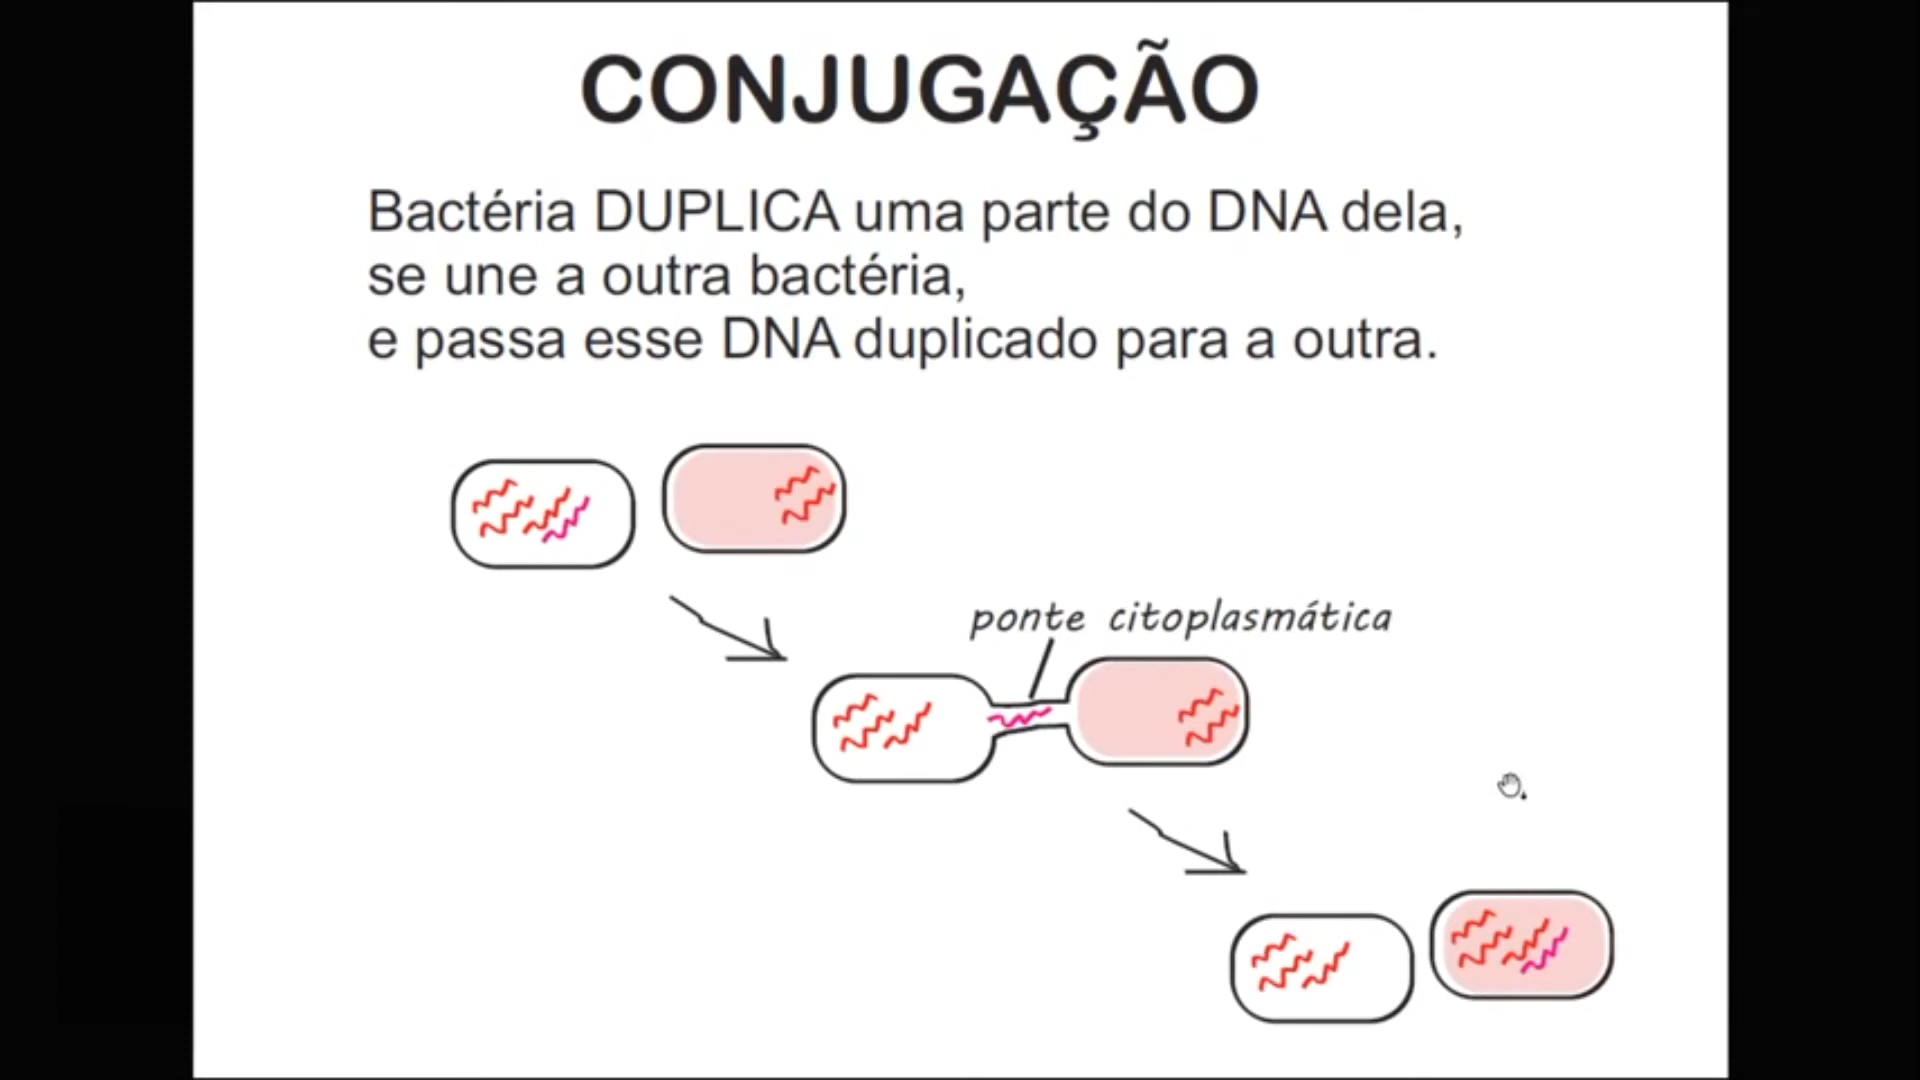 CONJUGAÇÃO
Bactéria DUPLICA uma parte do DNA dela,
se une a outra bactéria,
e passa esse DNA duplicado para a outra.
ponte citoplasmática